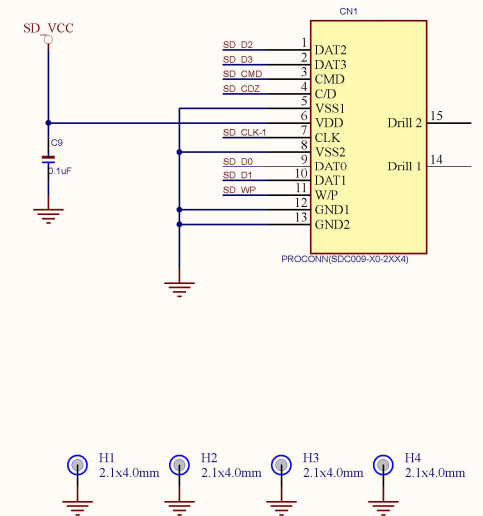 CN1
SD_VCC
SD_D2 1 DAT2
SD_D3 2 DAT3
SD_CMD 3 CMD
SD_CDZ 4 C/D
5 VSS1
6 VDD Drill 2 15
SD_CLK-1 7 CLK
C9
8 VSS2
SD_D0 9 DAT0 Drill 1 14
0.1uF
SD_D1 10 DAT1
SD_WP 11 W/P
12 GND1
13 GND2
PROCONN(SDC009-X0-2XX4)
H1 H2 H3 H4
2.1x4.0mm 2.1x4.0mm 2.1x4.0mm 2.1x4.0mm